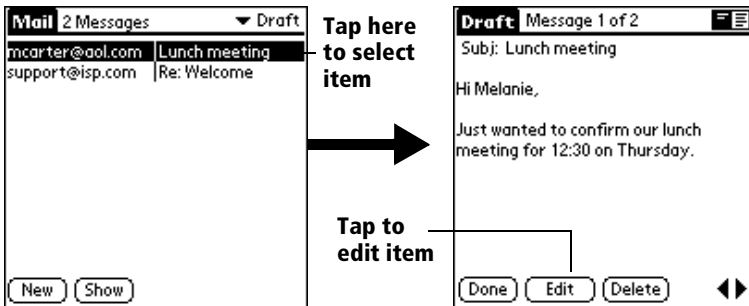 Mail 2 Messages Draft
mcarter@aol.com Lunch meeting
support@isp.com Re: Welcome
New Show
Tap here
to select
item
Tap to
edit item
Draft Message 1 of 2
Subj: Lunch meeting
Hi Melanie,
Just wanted to confirm our lunch
meeting for 12:30 on Thursday.
Done Edit Delete